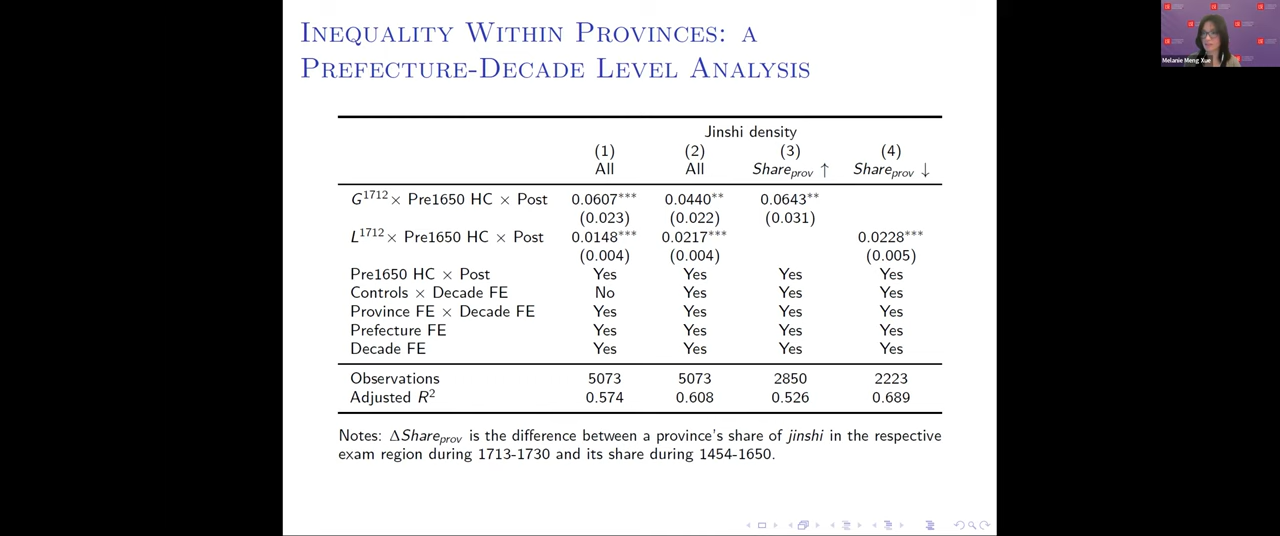 Inequality Within Provinces: a
Prefecture-Decade Level Analysis
Melanie Meng Xue
Jinshi density
(1) (2) (3) (4)
All All Share_prov ↑ Share_prov ↓
G^1712 × Pre1650 HC × Post 0.0607*** 0.0440** 0.0643**
(0.023) (0.022) (0.031)
L^1712 × Pre1650 HC × Post 0.0148*** 0.0217*** 0.0228***
(0.004) (0.004) (0.005)
Pre1650 HC × Post Yes Yes Yes Yes
Controls × Decade FE No Yes Yes Yes
Province FE × Decade FE Yes Yes Yes Yes
Prefecture FE Yes Yes Yes Yes
Decade FE Yes Yes Yes Yes
Observations 5073 5073 2850 2223
Adjusted R² 0.574 0.608 0.526 0.689
Notes: ΔShare_prov is the difference between a province's share of jinshi in the respective
exam region during 1713-1730 and its share during 1454-1650.